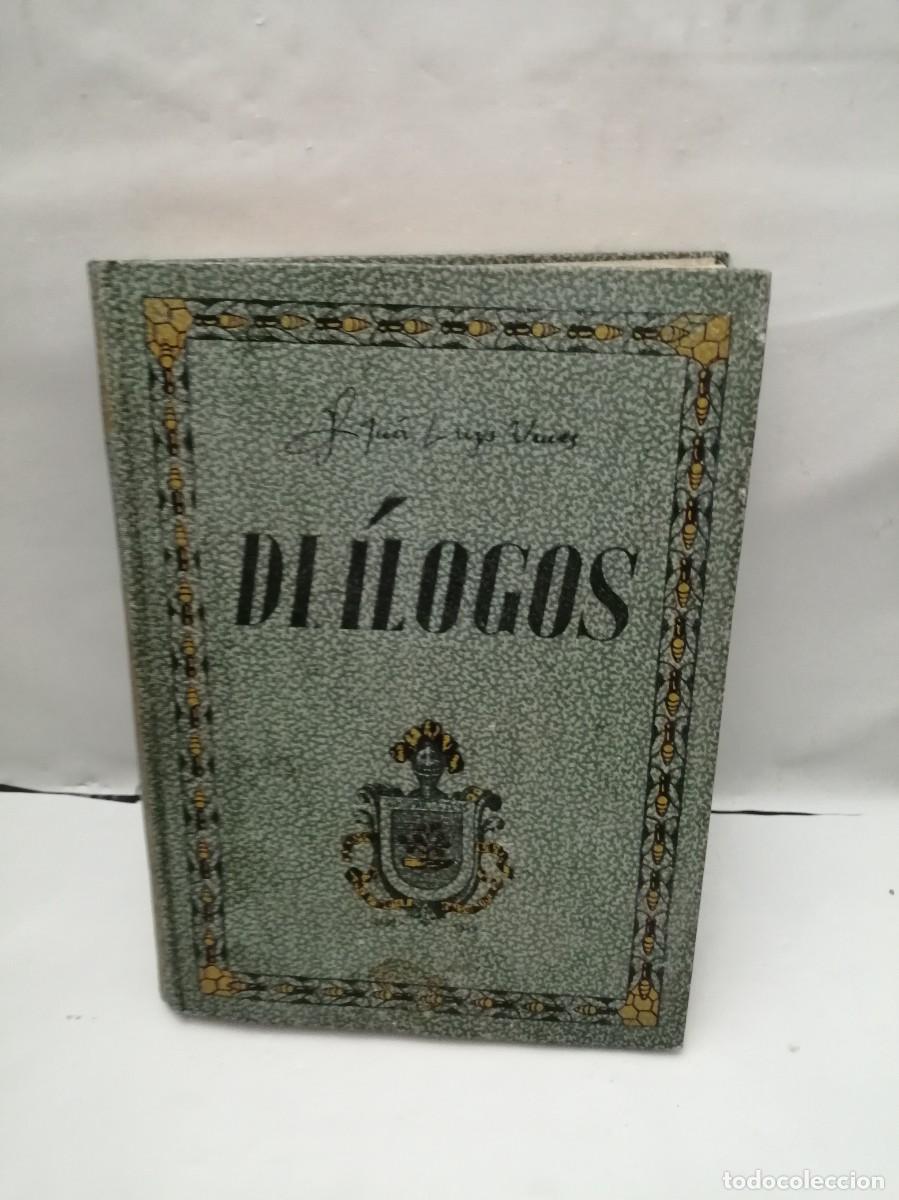 Juan Luys Vives
DIÁLOGOS
todocoleccion